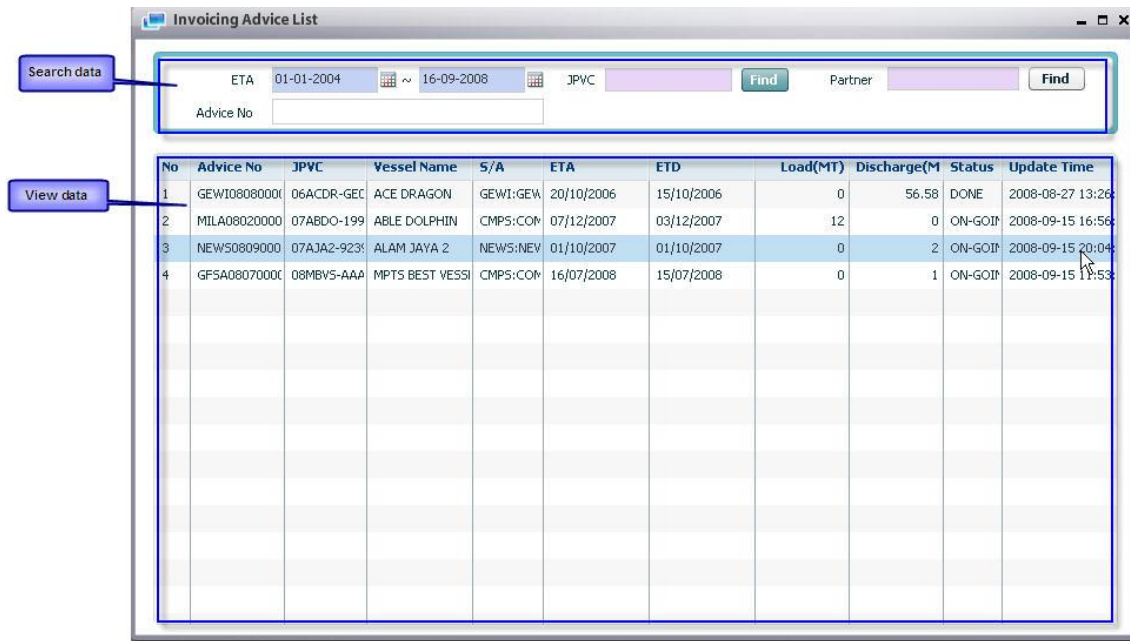 Invoicing Advice List
Search data
ETA 01-01-2004 ~ 16-09-2008 JPVC Find Partner Find
Advice No
View data
No Advice No JPVC Vessel Name S/A ETA ETD Load(MT) Discharge(M Status Update Time
1 GEWI0808000( 06ACDR-GEC ACE DRAGON GEWI:GEW 20/10/2006 15/10/2006 0 56.58 DONE 2008-08-27 13:26:
2 MILA08020000 07ABDO-199 ABLE DOLPHIN CMPS:CON 07/12/2007 03/12/2007 12 0 ON-GOIN 2008-09-15 16:56:
3 NEWS0809000 07AJA2-9239 ALAM JAYA 2 NEWS:NEV 01/10/2007 01/10/2007 0 2 ON-GOIN 2008-09-15 20:04:
4 GFSA0807000( 08MBVS-AAA MPTS BEST VESSI CMPS:CON 16/07/2008 15/07/2008 0 1 ON-GOIN 2008-09-15 11:53: